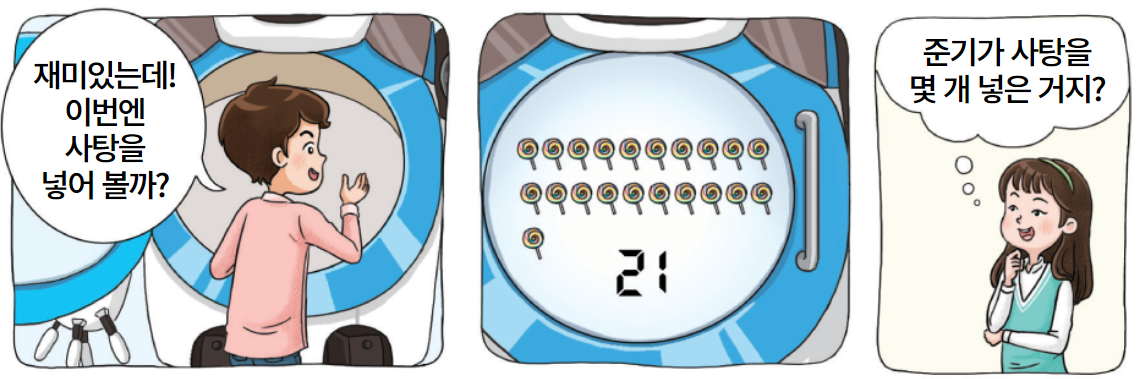 재미있는데!
이번엔
사탕을
넣어 볼까?
21
준기가 사탕을
몇 개 넣은 거지?